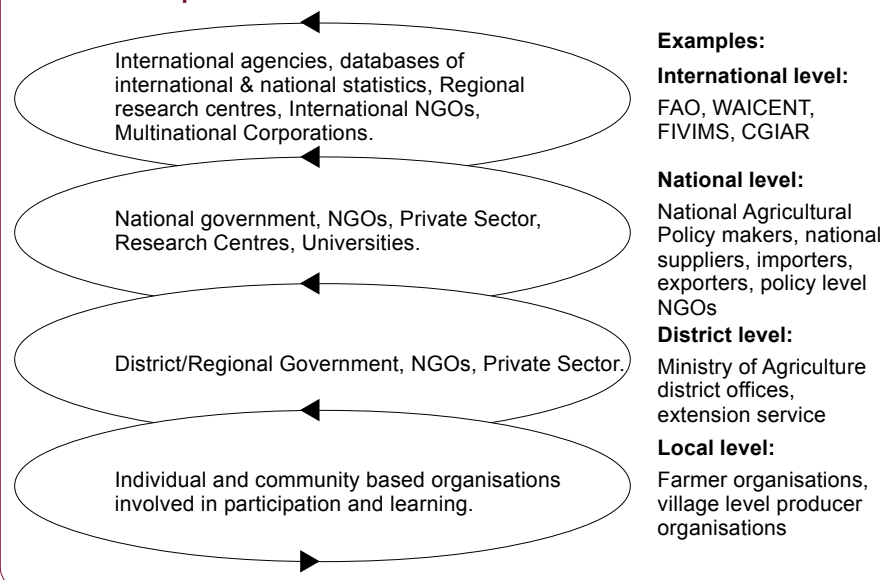 International agencies, databases of
international & national statistics, Regional
research centres, International NGOs,
Multinational Corporations.
National government, NGOs, Private Sector,
Research Centres, Universities.
District/Regional Government, NGOs, Private Sector.
Individual and community based organisations
involved in participation and learning.
Examples:
International level:
FAO, WAICENT,
FIVIMS, CGIAR
National level:
National Agricultural
Policy makers, national
suppliers, importers,
exporters, policy level
NGOs
District level:
Ministry of Agriculture
district offices,
extension service
Local level:
Farmer organisations,
village level producer
organisations